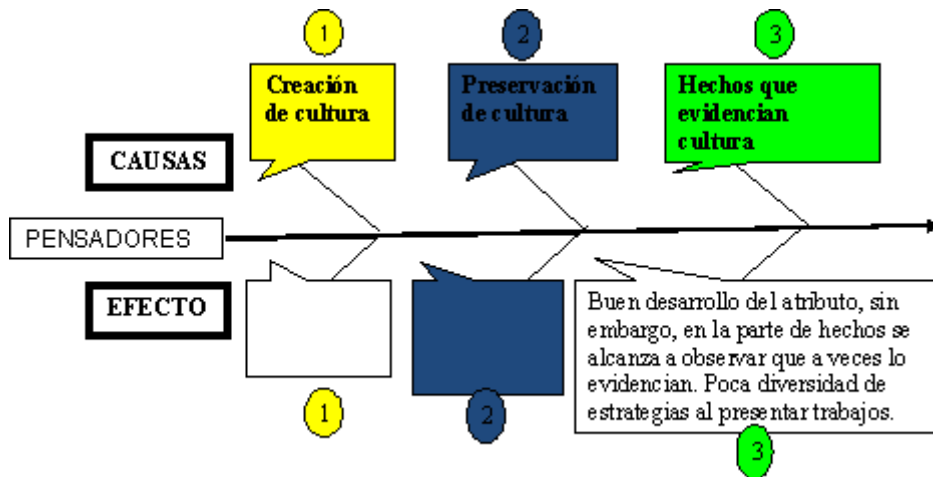 1
2
3
Creación
de cultura
Preservación
de cultura
Hechos que
evidencian
cultura
CAUSAS
PENSADORES
EFECTO
Buen desarrollo del atributo, sin
embargo, en la parte de hechos se
alcanza a observar que a veces lo
evidencian. Poca diversidad de
estrategias al presentar trabajos.
1
2
3